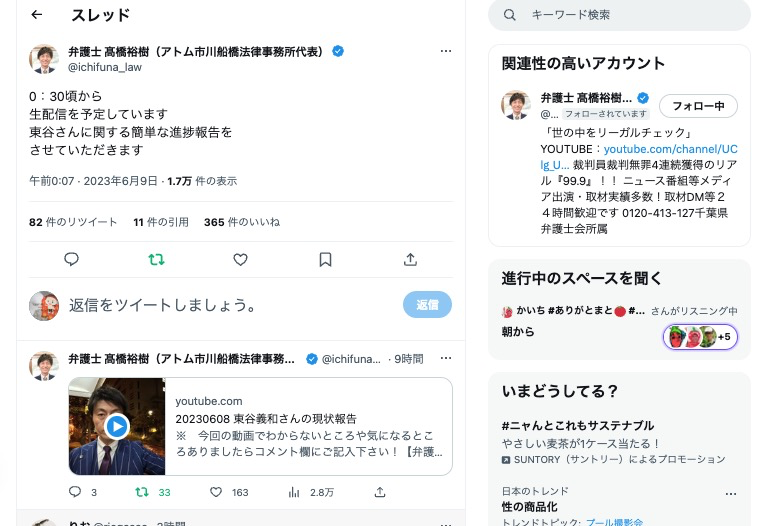 スレッド
弁護士 髙橋裕樹（アトム市川船橋法律事務所代表）
@ichifuna_law
0：30頃から
生配信を予定しています
東谷さんに関する簡単な進捗報告を
させていただきます
午前0:07 · 2023年6月9日 · 1.7万 件の表示
82 件のリツイート 11 件の引用 365 件のいいね
返信をツイートしましょう。
返信
弁護士 髙橋裕樹（アトム市川船橋法律事務... @ichifuna... · 9時間
youtube.com
20230608 東谷義和さんの現状報告
※　今回の動画でわからないところや気になるとこ
ろありましたらコメント欄にご記入下さい！【弁護...
3 33 163 2.8万
りお
キーワード検索
関連性の高いアカウント
弁護士 髙橋裕樹...
@... フォローされています
フォロー中
「世の中をリーガルチェック」
YOUTUBE：youtube.com/channel/UC
lg_U... 裁判員裁判無罪4連続獲得のリア
ル『99.9』！！ ニュース番組等メディ
ア出演・取材実績多数！取材DM等２
４時間歓迎です 0120-413-127千葉県
弁護士会所属
進行中のスペースを聞く
かいち #ありがとまと🍅#... さんがリスニング中
朝から
+5
いまどうしてる？
#ニャンとこれもサステナブル
やさしい麦茶が1ケース当たる！
SUNTORY（サントリー）によるプロモーション
日本のトレンド
性の商品化
トレンドトピック: プール撮影会